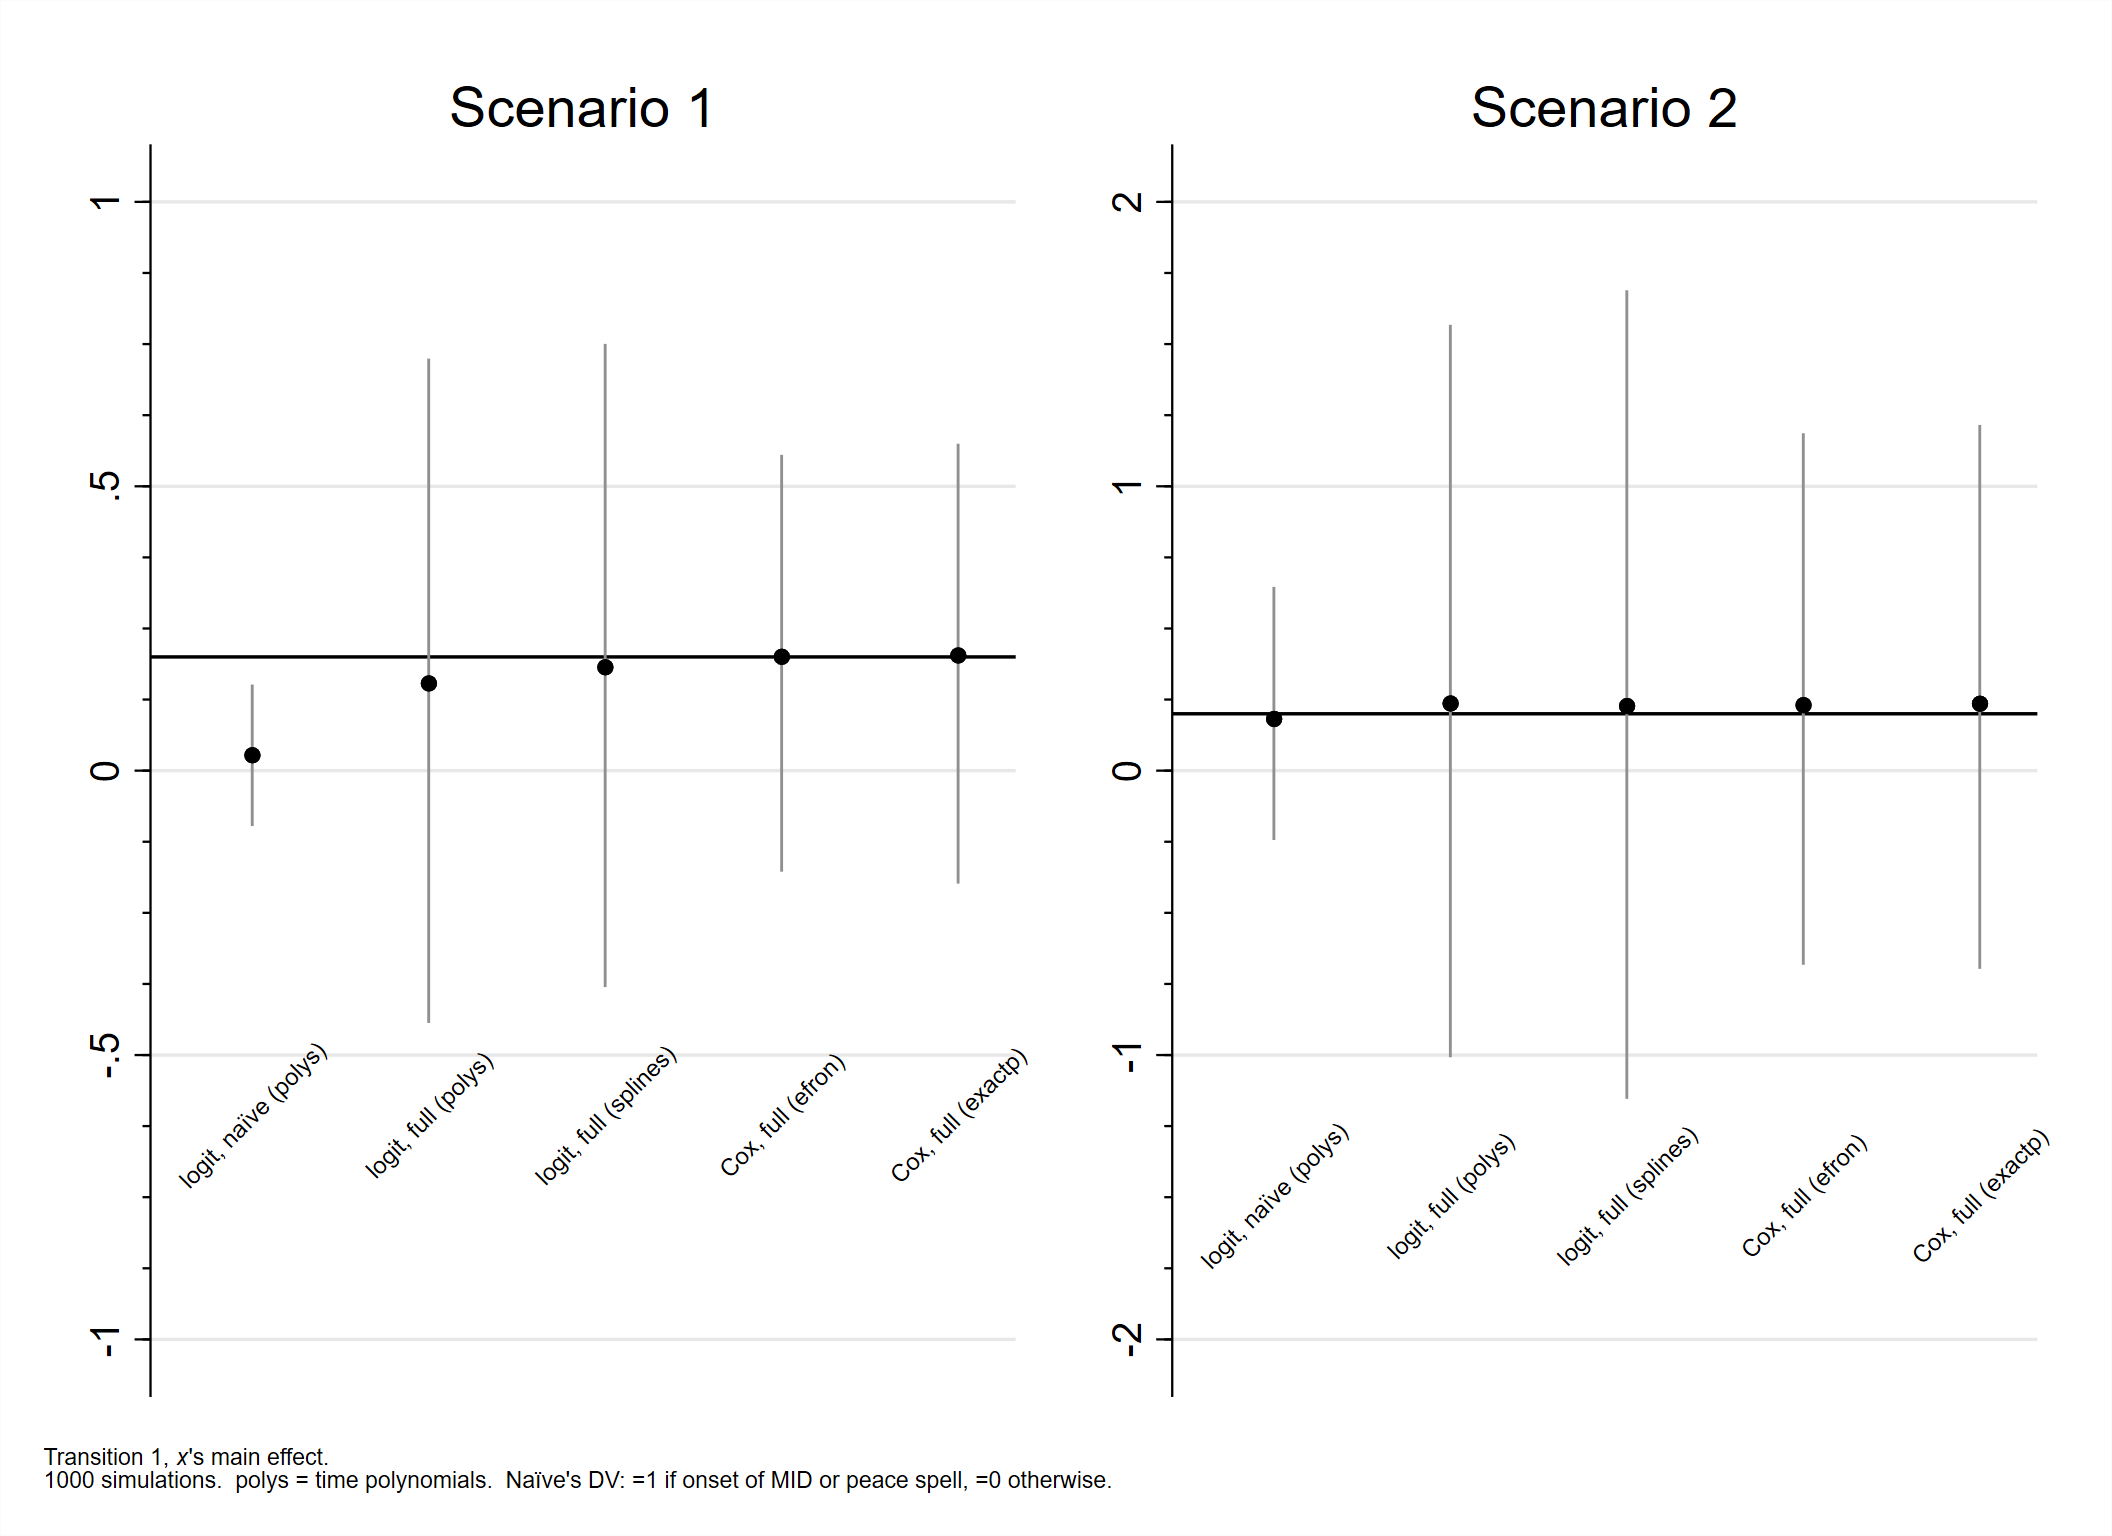 Scenario 1
1
.5
0
-.5
-1
logit, naïve (polys)
logit, full (polys)
logit, full (splines)
Cox, full (efron)
Cox, full (exactp)
Scenario 2
2
1
0
-1
-2
logit, naïve (polys)
logit, full (polys)
logit, full (splines)
Cox, full (efron)
Cox, full (exactp)
Transition 1, x's main effect.
1000 simulations.  polys = time polynomials.  Naïve's DV: =1 if onset of MID or peace spell, =0 otherwise.